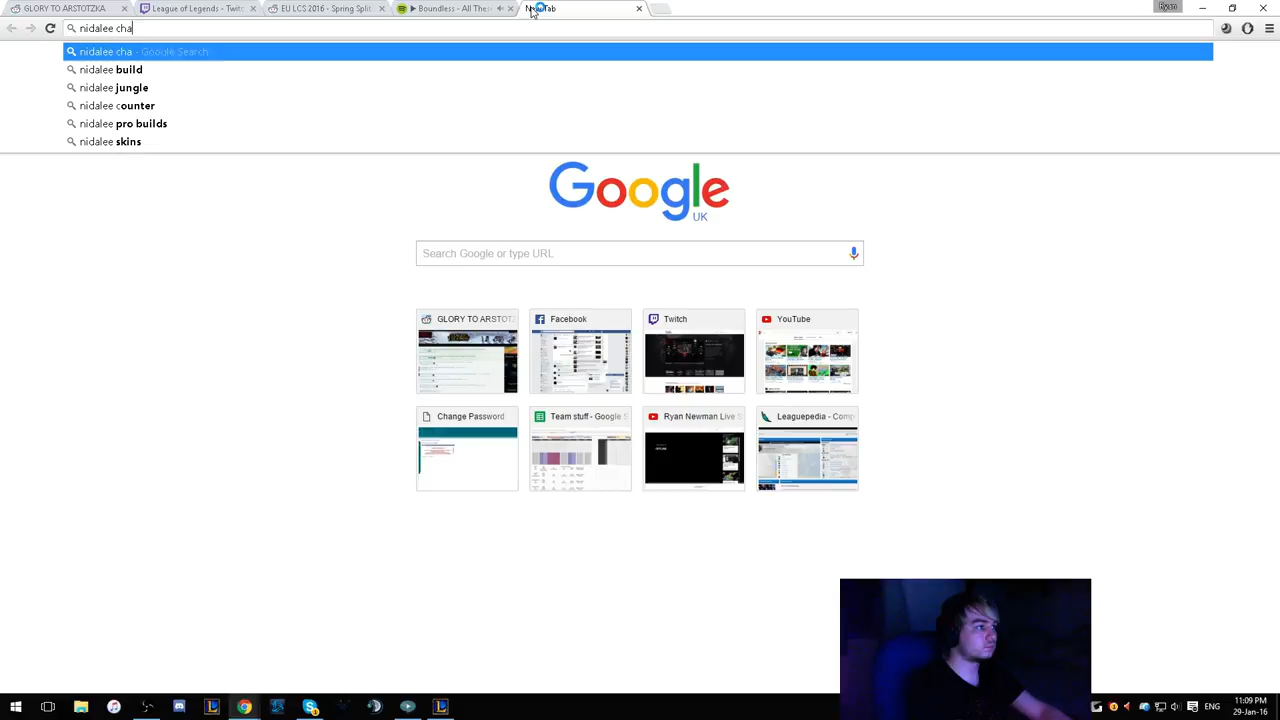 GLORY TO ARSTOTZKA
League of Legends - Twitc
EU LCS 2016 - Spring Split
▶ Boundless - All These
Ryan
nidalee cha
nidalee cha - Google Search
nidalee build
nidalee jungle
nidalee counter
nidalee pro builds
nidalee skins
Google
UK
Search Google or type URL
GLORY TO ARSTOTZ
Facebook
Twitch
YouTube
Change Password
Team stuff - Google S
Ryan Newman Live S
Leaguepedia - Comp
ENG
11:09 PM
29-Jan-16